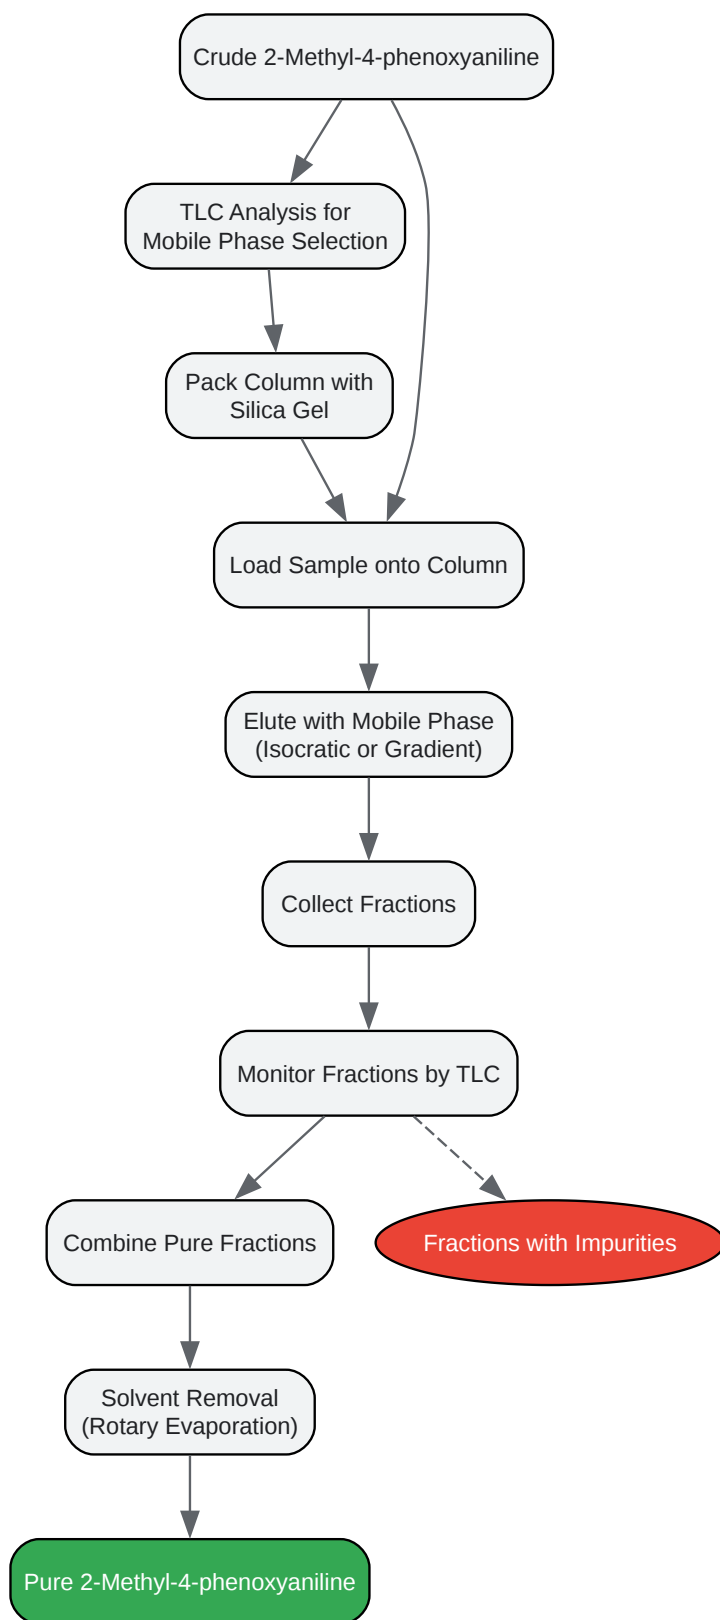 Crude 2-Methyl-4-phenoxyaniline
TLC Analysis for
Mobile Phase Selection
Pack Column with
Silica Gel
Load Sample onto Column
Elute with Mobile Phase
(Isocratic or Gradient)
Collect Fractions
Monitor Fractions by TLC
Combine Pure Fractions
Fractions with Impurities
Solvent Removal
(Rotary Evaporation)
Pure 2-Methyl-4-phenoxyaniline